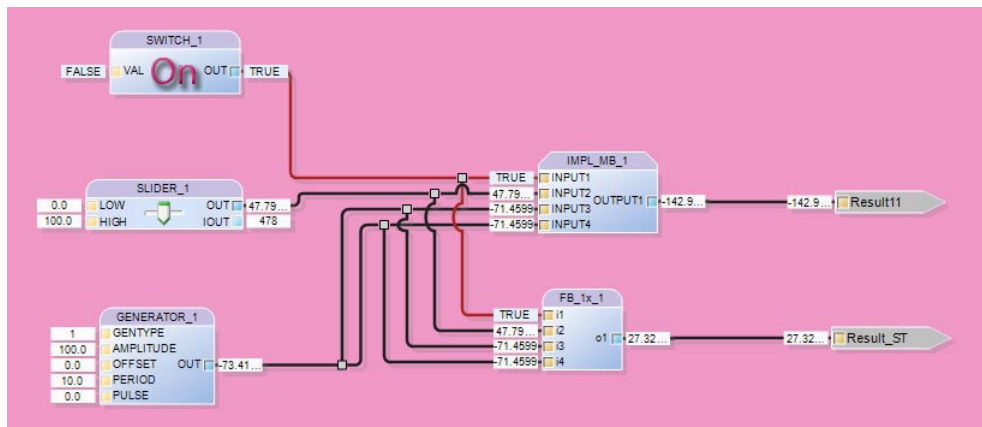 SWITCH_1
FALSE VAL On OUT TRUE
SLIDER_1
0.0 LOW OUT 47.79...
100.0 HIGH IOUT 478
GENERATOR_1
1 GENTYPE
100.0 AMPLITUDE
0.0 OFFSET OUT -73.41...
10.0 PERIOD
0.0 PULSE
IMPL_MB_1
TRUE INPUT1
47.79... INPUT2
-71.4599 INPUT3
-71.4599 INPUT4
OUTPUT1 -142.9...
-142.9... Result11
FB_1x_1
TRUE i1
47.79... i2
-71.4599 i3
-71.4599 i4
o1 27.32...
27.32... Result_ST